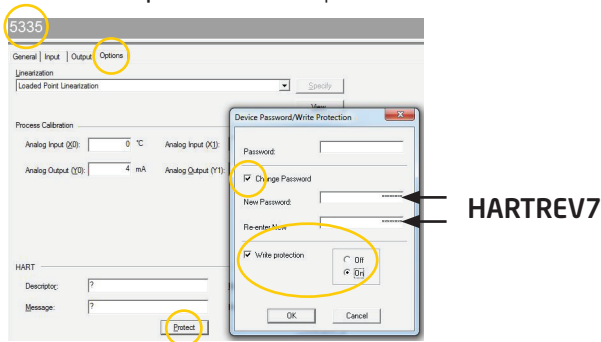 5335
General Input Output Options
Linearization
Loaded Point Linearization Specify
Process Calibration
Device Password/Write Protection
Analog Input (X0): 0 °C Analog Input (X1):
Password:
Analog Output (Y0): 4 mA Analog Output (Y1):
Change Password
New Password: HARTREV7
Re-enter New
Write protection Off
On
HART
Descriptor: ?
Message: ?
Protect
OK Cancel